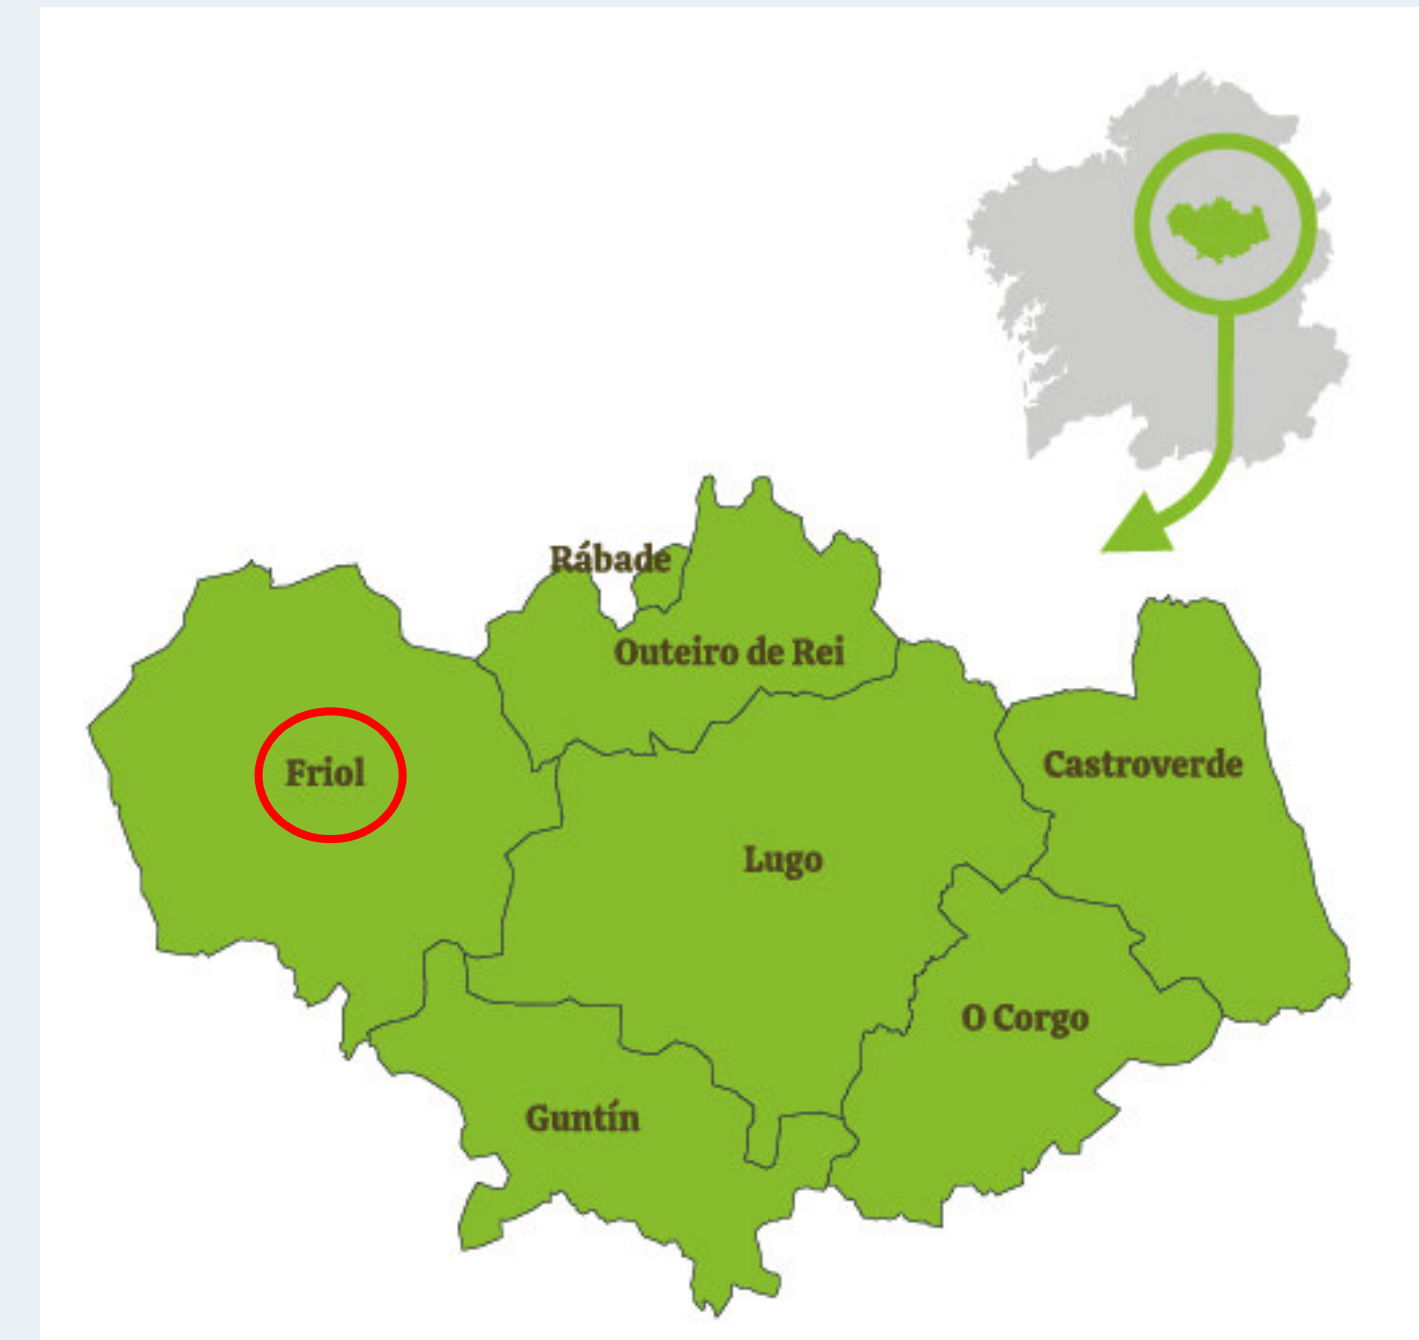 Rábade
Outeiro de Rei
Friol
Castroverde
Lugo
O Corgo
Guntín